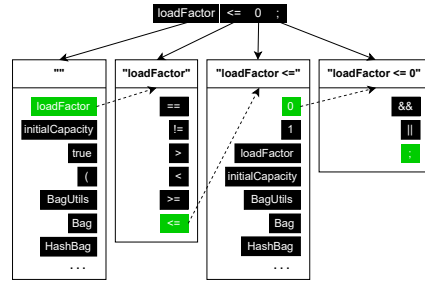 loadFactor <= 0 ;
""
loadFactor
initialCapacity
true
(
BagUtils
Bag
HashBag
...
"loadFactor"
==
!=
>
<
>=
<=
"loadFactor <="
0
1
loadFactor
initialCapacity
BagUtils
Bag
HashBag
...
"loadFactor <= 0"
&&
||
;